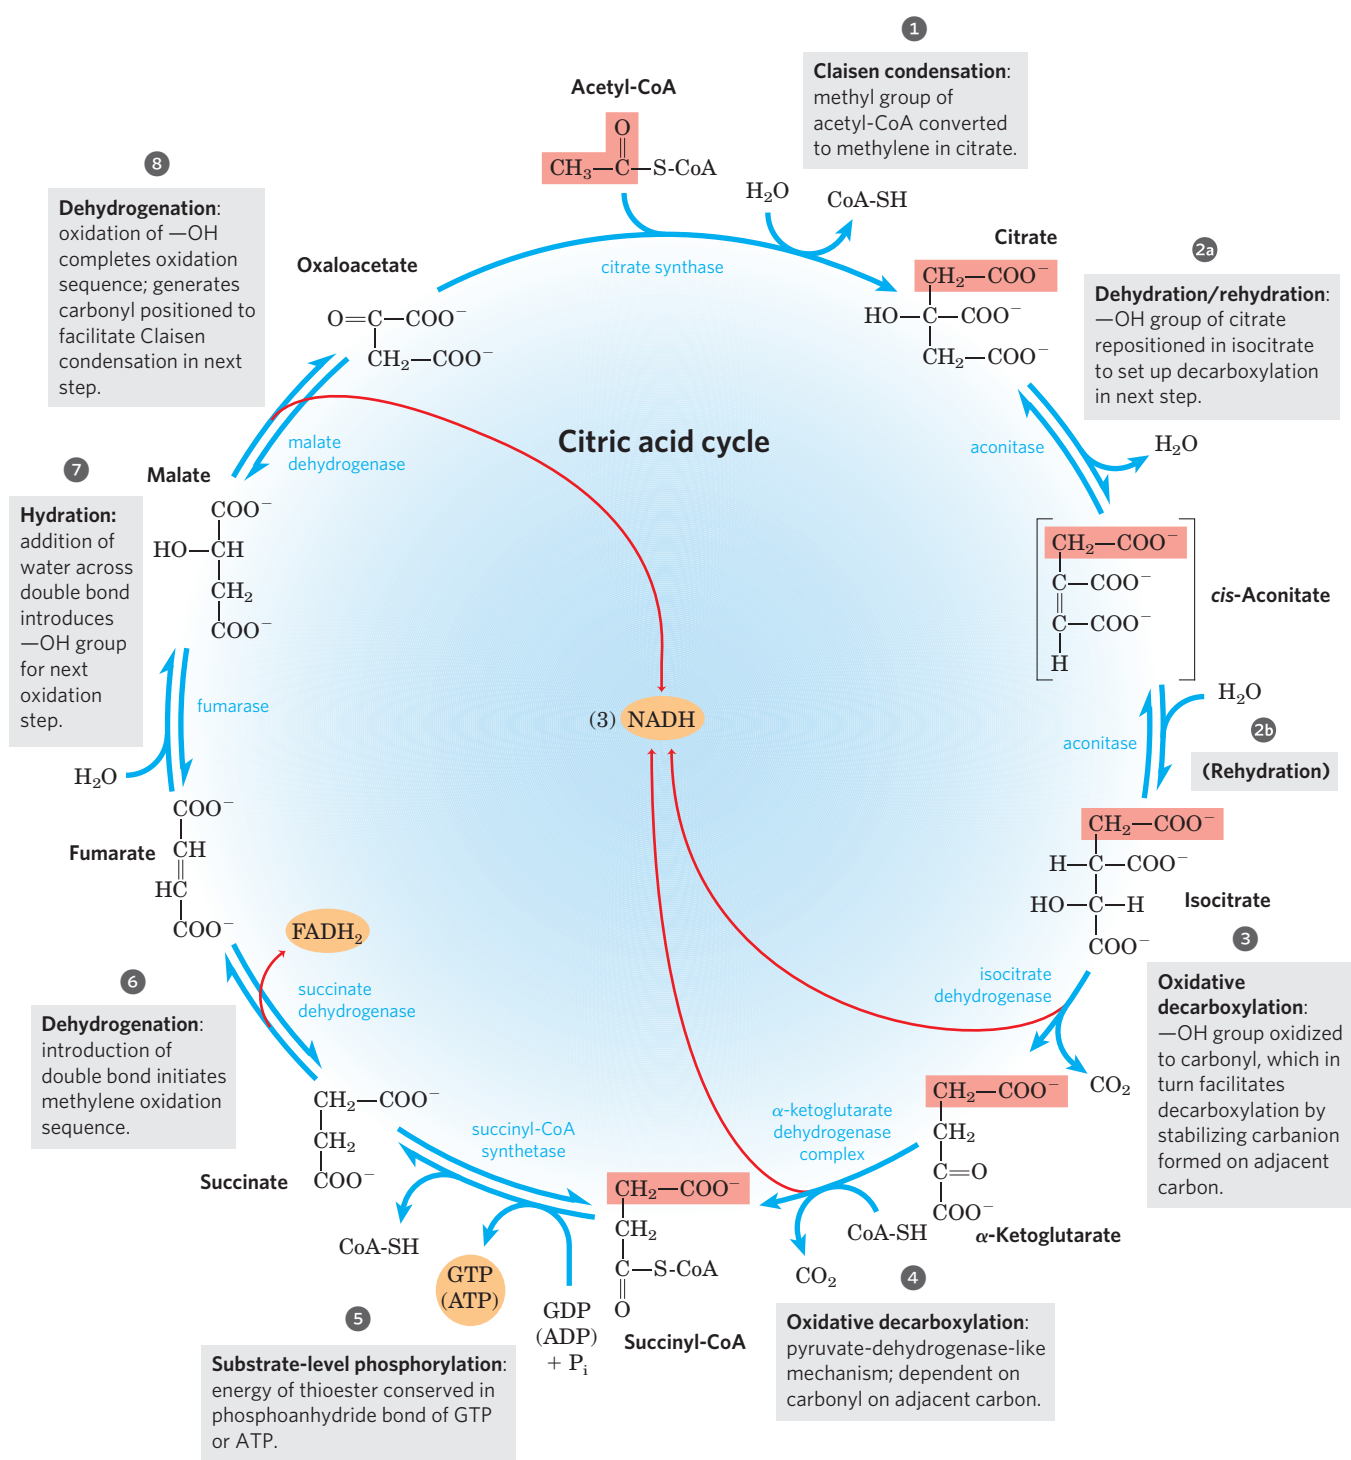 1
Claisen condensation:
methyl group of
acetyl-CoA converted
to methylene in citrate.
Acetyl-CoA
O
CH₃—C—S-CoA
H₂O
CoA-SH
citrate synthase
Citrate
CH₂—COO⁻
HO—C—COO⁻
CH₂—COO⁻
2a
Dehydration/rehydration:
—OH group of citrate
repositioned in isocitrate
to set up decarboxylation
in next step.
aconitase
H₂O
CH₂—COO⁻
C—COO⁻
C—COO⁻
H
cis-Aconitate
aconitase
H₂O
2b
(Rehydration)
CH₂—COO⁻
H—C—COO⁻
HO—C—H
COO⁻
Isocitrate
3
Oxidative
decarboxylation:
—OH group oxidized
to carbonyl, which in
turn facilitates
decarboxylation by
stabilizing carbanion
formed on adjacent
carbon.
isocitrate
dehydrogenase
CO₂
CH₂—COO⁻
CH₂
C=O
COO⁻
α-Ketoglutarate
α-ketoglutarate
dehydrogenase
complex
CoA-SH
CO₂
4
Oxidative decarboxylation:
pyruvate-dehydrogenase-like
mechanism; dependent on
carbonyl on adjacent carbon.
CH₂—COO⁻
CH₂
C—S-CoA
O
Succinyl-CoA
succinyl-CoA
synthetase
GDP
(ADP)
+ Pᵢ
GTP
(ATP)
CoA-SH
5
Substrate-level phosphorylation:
energy of thioester conserved in
phosphoanhydride bond of GTP
or ATP.
CH₂—COO⁻
CH₂
COO⁻
Succinate
6
Dehydrogenation:
introduction of
double bond initiates
methylene oxidation
sequence.
succinate
dehydrogenase
FADH₂
COO⁻
CH
HC
COO⁻
Fumarate
H₂O
fumarase
7
Hydration:
addition of
water across
double bond
introduces
—OH group
for next
oxidation
step.
Malate
COO⁻
HO—CH
CH₂
COO⁻
malate
dehydrogenase
8
Dehydrogenation:
oxidation of —OH
completes oxidation
sequence; generates
carbonyl positioned to
facilitate Claisen
condensation in next
step.
Oxaloacetate
O=C—COO⁻
CH₂—COO⁻
Citric acid cycle
(3) NADH